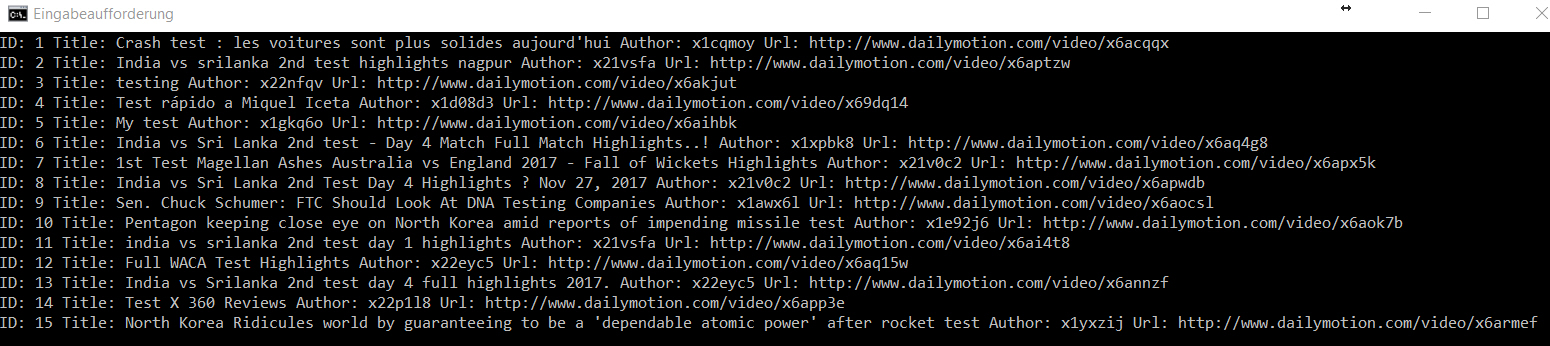 Eingabeaufforderung
ID: 1 Title: Crash test : les voitures sont plus solides aujourd'hui Author: x1cqmoy Url: http://www.dailymotion.com/video/x6acqqx
ID: 2 Title: India vs srilanka 2nd test highlights nagpur Author: x21vsfa Url: http://www.dailymotion.com/video/x6aptzw
ID: 3 Title: testing Author: x22nfqv Url: http://www.dailymotion.com/video/x6akjut
ID: 4 Title: Test rápido a Miquel Iceta Author: x1d08d3 Url: http://www.dailymotion.com/video/x69dq14
ID: 5 Title: My test Author: x1gkq6o Url: http://www.dailymotion.com/video/x6aihbk
ID: 6 Title: India vs Sri Lanka 2nd test - Day 4 Match Full Match Highlights..! Author: x1xpbk8 Url: http://www.dailymotion.com/video/x6aq4g8
ID: 7 Title: 1st Test Magellan Ashes Australia vs England 2017 - Fall of Wickets Highlights Author: x21v0c2 Url: http://www.dailymotion.com/video/x6apx5k
ID: 8 Title: India vs Sri Lanka 2nd Test Day 4 Highlights ? Nov 27, 2017 Author: x21v0c2 Url: http://www.dailymotion.com/video/x6apwdb
ID: 9 Title: Sen. Chuck Schumer: FTC Should Look At DNA Testing Companies Author: x1awx6l Url: http://www.dailymotion.com/video/x6aocsl
ID: 10 Title: Pentagon keeping close eye on North Korea amid reports of impending missile test Author: x1e92j6 Url: http://www.dailymotion.com/video/x6aok7b
ID: 11 Title: india vs srilanka 2nd test day 1 highlights Author: x21vsfa Url: http://www.dailymotion.com/video/x6ai4t8
ID: 12 Title: Full WACA Test Highlights Author: x22eyc5 Url: http://www.dailymotion.com/video/x6aq15w
ID: 13 Title: India vs Srilanka 2nd test day 4 full highlights 2017. Author: x22eyc5 Url: http://www.dailymotion.com/video/x6annzf
ID: 14 Title: Test X 360 Reviews Author: x22p1l8 Url: http://www.dailymotion.com/video/x6app3e
ID: 15 Title: North Korea Ridicules world by guaranteeing to be a 'dependable atomic power' after rocket test Author: x1yxzij Url: http://www.dailymotion.com/video/x6armef